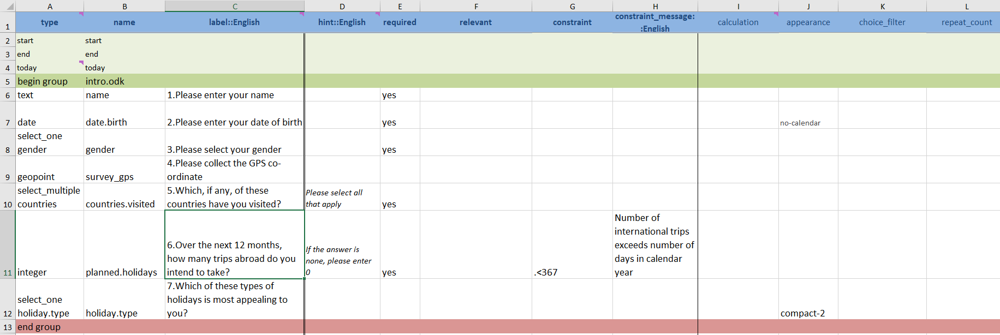 A B C D E F G H I J K L
1 type name label::English hint::English required relevant constraint constraint_message: :English calculation appearance choice_filter repeat_count
2 start start
3 end end
4 today today
5 begin group intro.odk
6 text name 1.Please enter your name yes
7 date date.birth 2.Please enter your date of birth yes no-calendar
select_one
8 gender gender 3.Please select your gender yes
4.Please collect the GPS co-
9 geopoint survey_gps ordinate
select_multiple 5.Which, if any, of these Please select all
10 countries countries.visited countries have you visited? that apply yes
Number of
international trips
6.Over the next 12 months, If the answer is exceeds number of
how many trips abroad do you none, please enter days in calendar
11 integer planned.holidays intend to take? 0 yes .<367 year
7.Which of these types of
select_one holidays is most appealing to
12 holiday.type holiday.type you? compact-2
13 end group